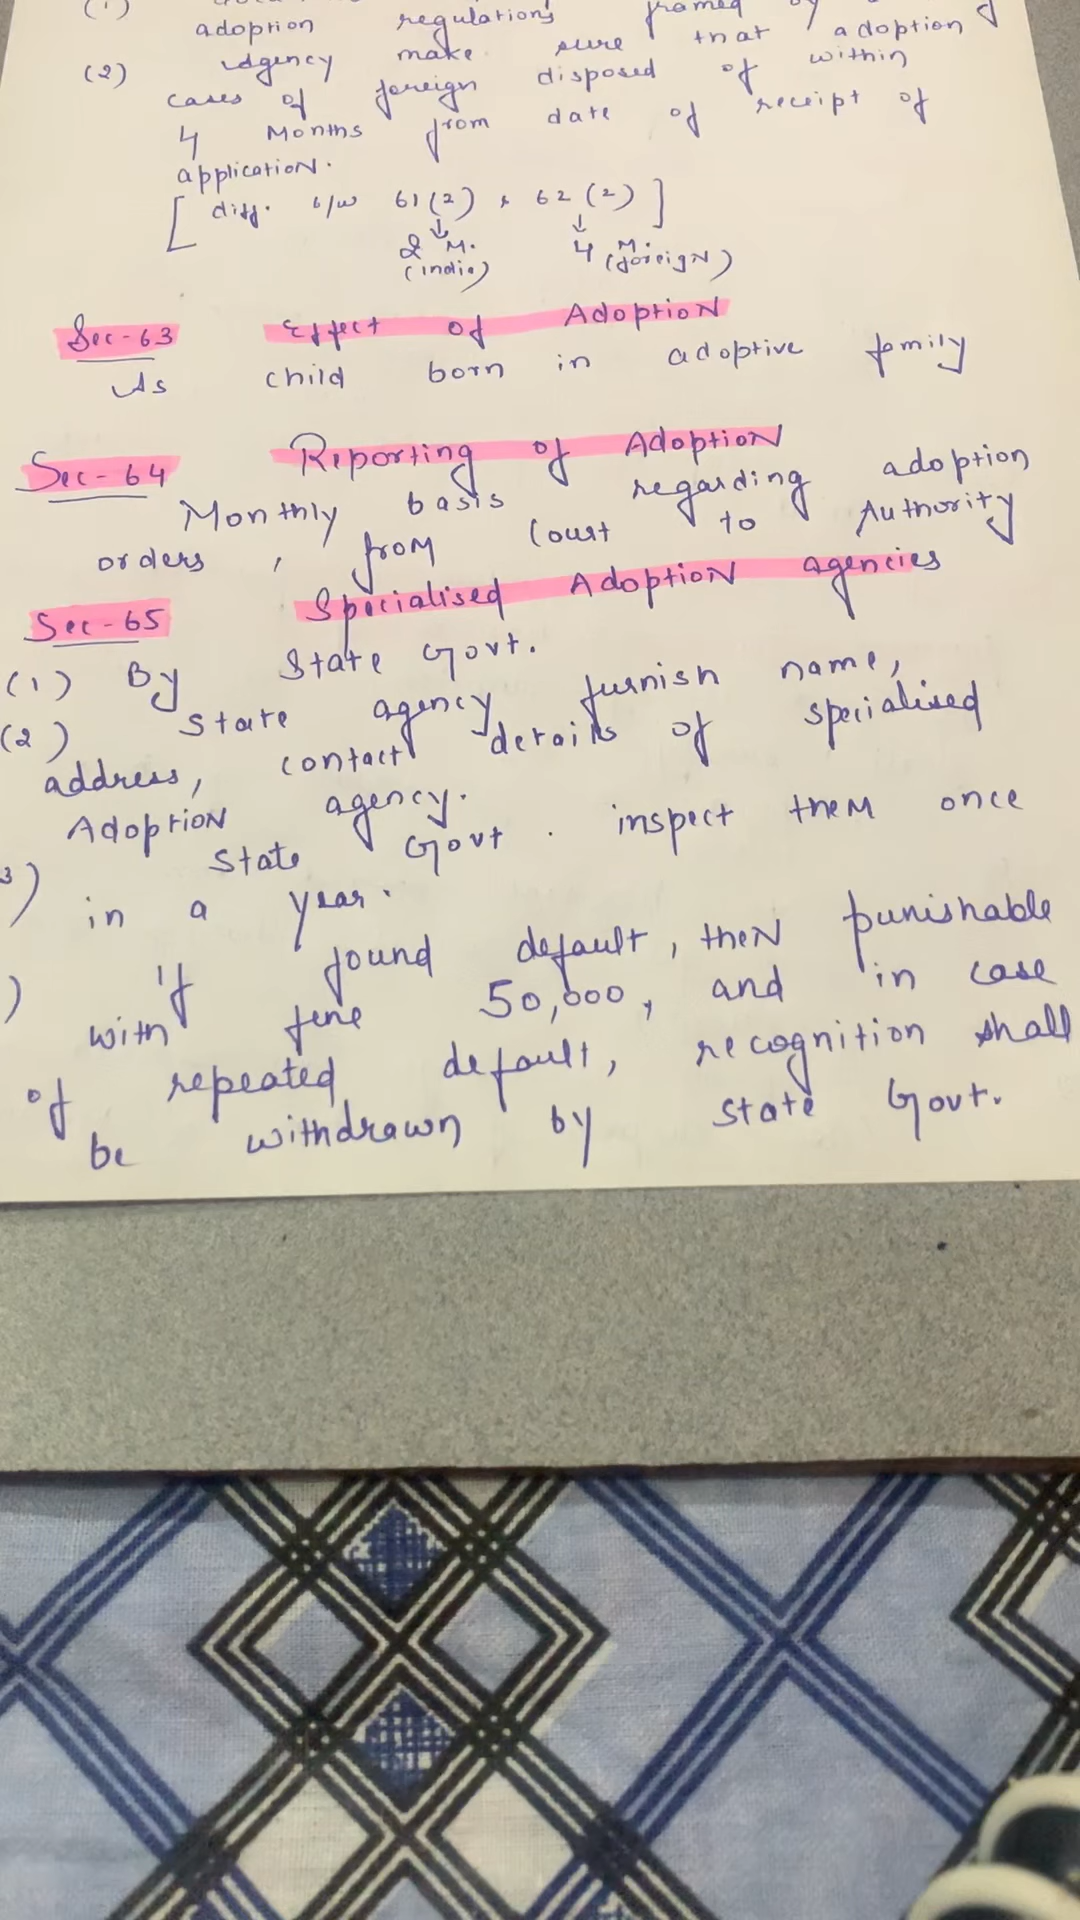 (1)
adoption regulations framed
(2) Agency make sure that adoption
cases of foreign disposed of within
4 Months from date of receipt of
application.
[ diff. b/w 61(2) & 62(2) ]
↓ ↓
2 M. 4 M.
(india) (foreign)
Sec-63 Effect of Adoption
As child born in adoptive family
Sec-64 Reporting of Adoption
Monthly basis regarding adoption
orders, from Court to Authority
Sec-65 Specialised Adoption agencies
(1) By State Govt.
(2) State agency furnish name,
address, contact details of specialised
Adoption agency.
3) State Govt. inspect them once
in a year.
) if found default, then punishable
with fine 50,000, and in case
of repeated default, recognition shall
be withdrawn by State Govt.